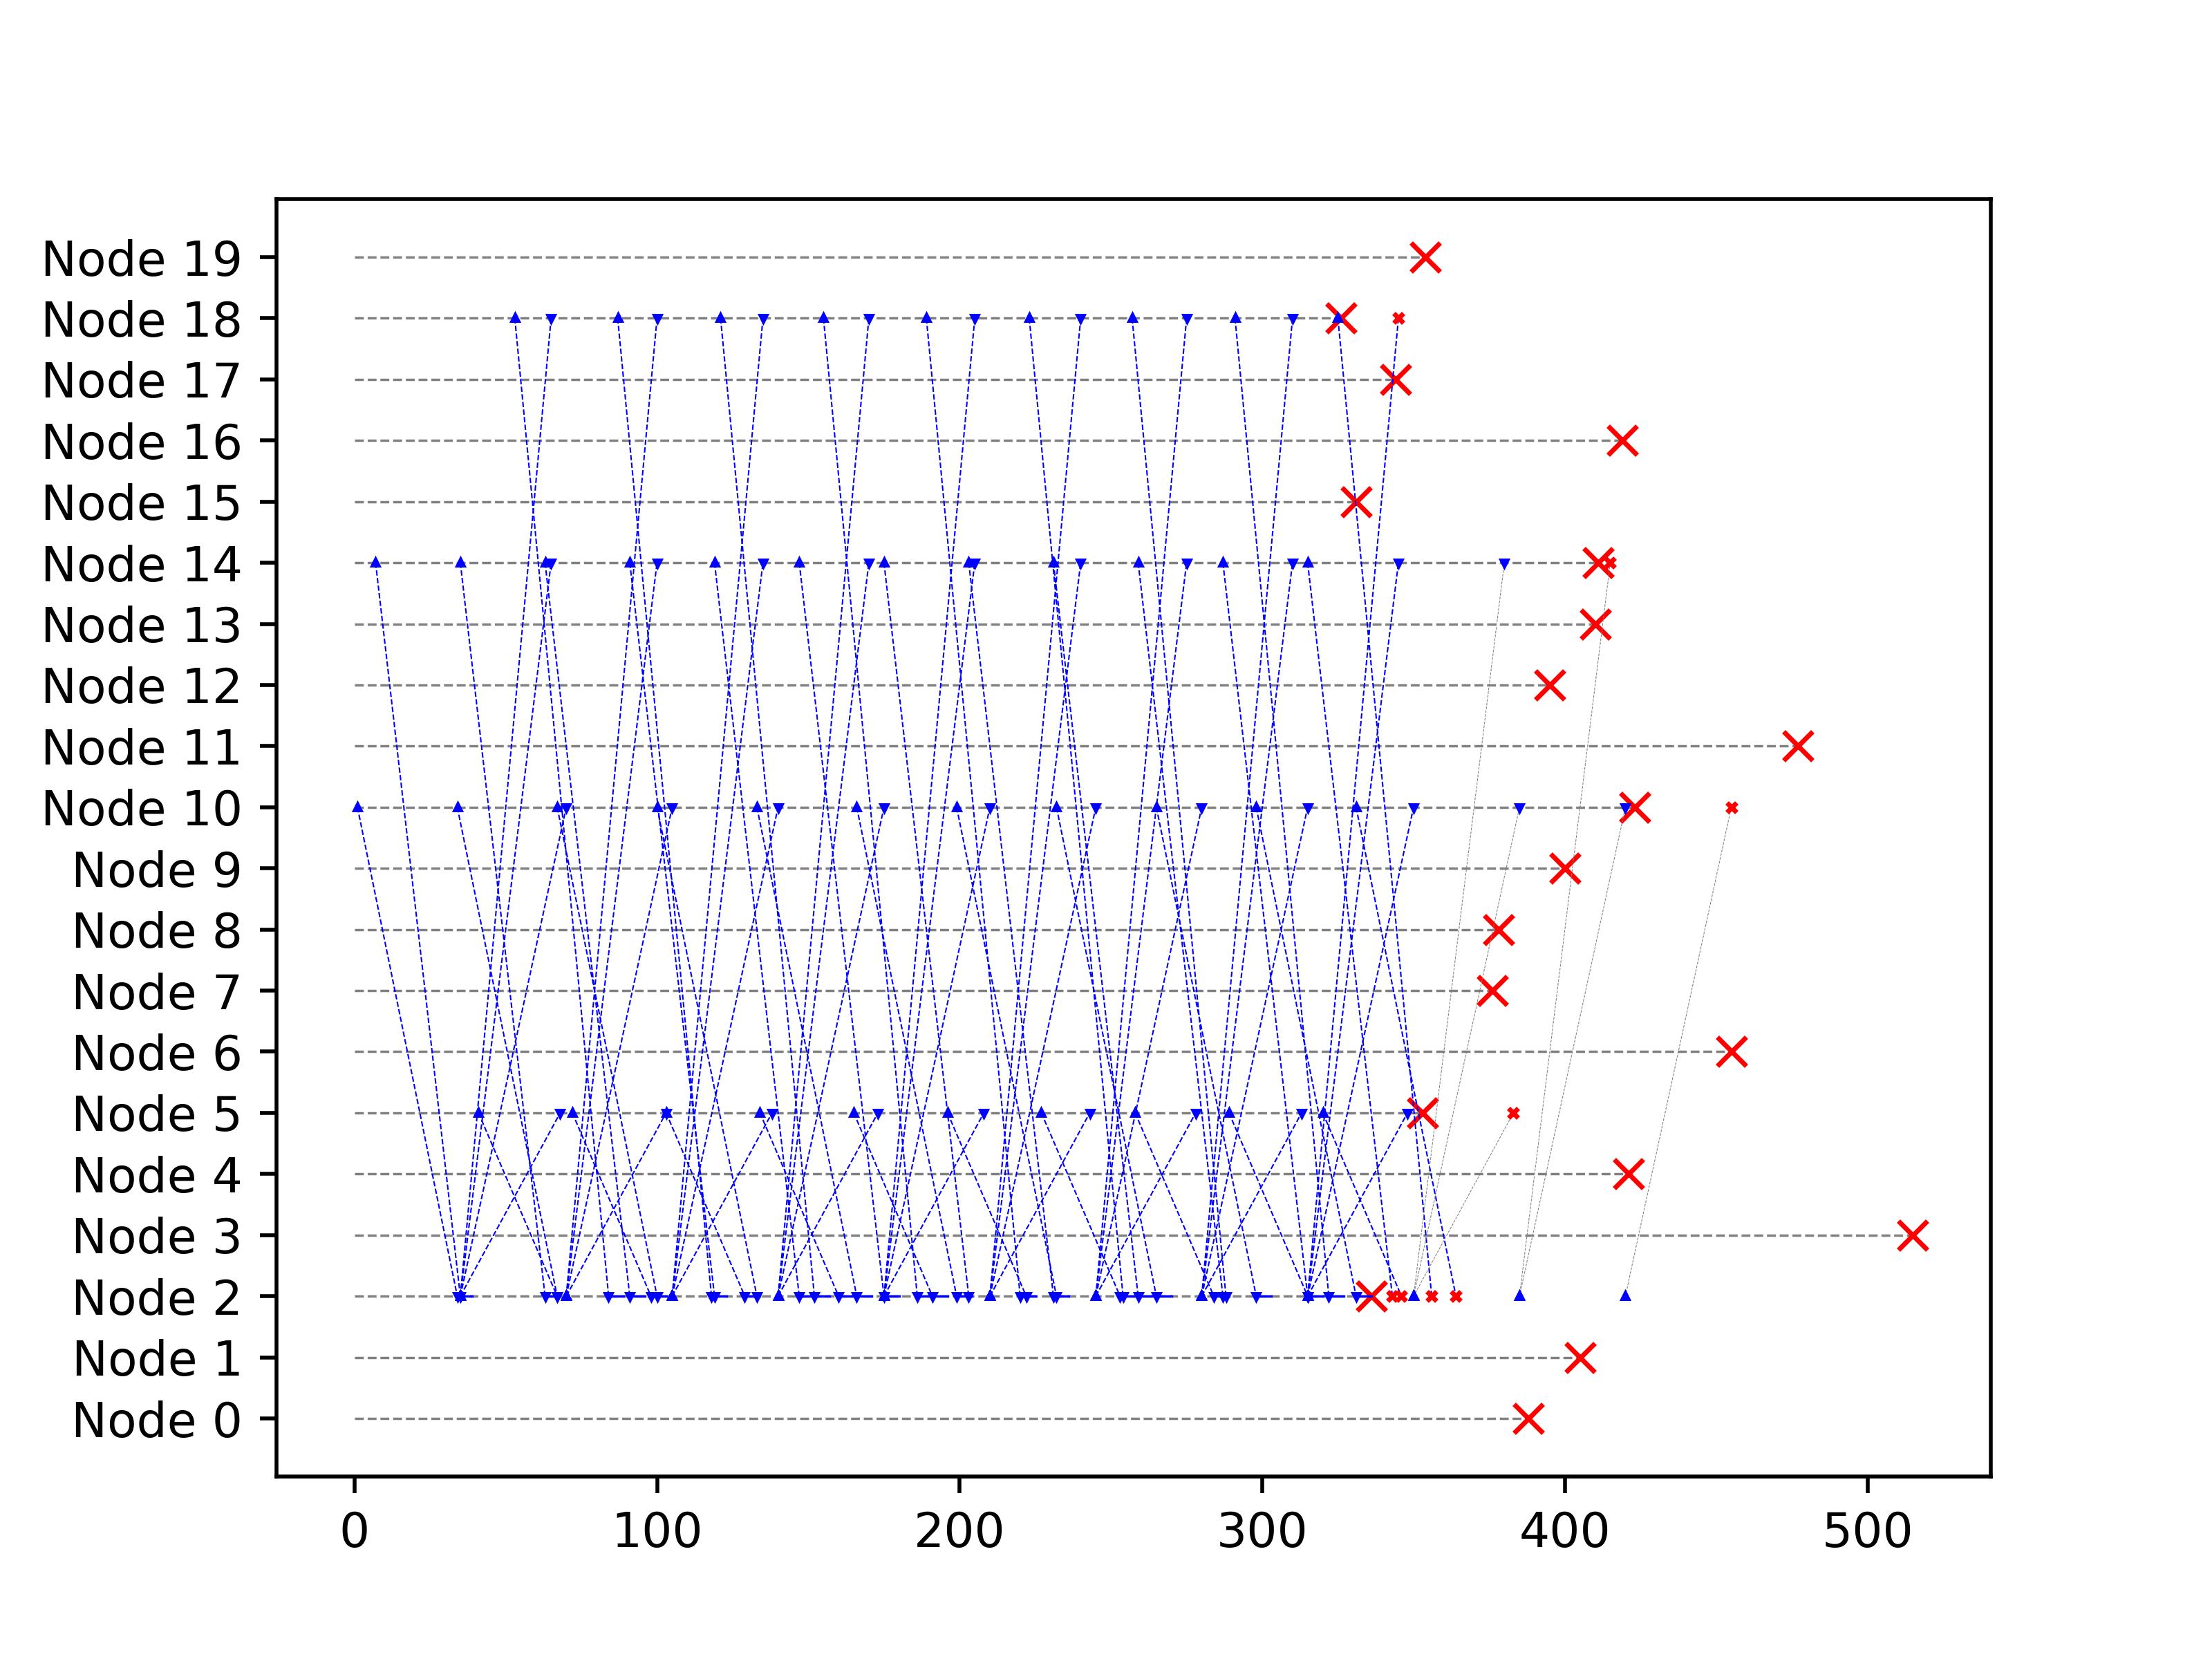 Node 19
Node 18
Node 17
Node 16
Node 15
Node 14
Node 13
Node 12
Node 11
Node 10
Node 9
Node 8
Node 7
Node 6
Node 5
Node 4
Node 3
Node 2
Node 1
Node 0
0 100 200 300 400 500